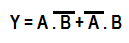 Y = A.B̅+A̅.B